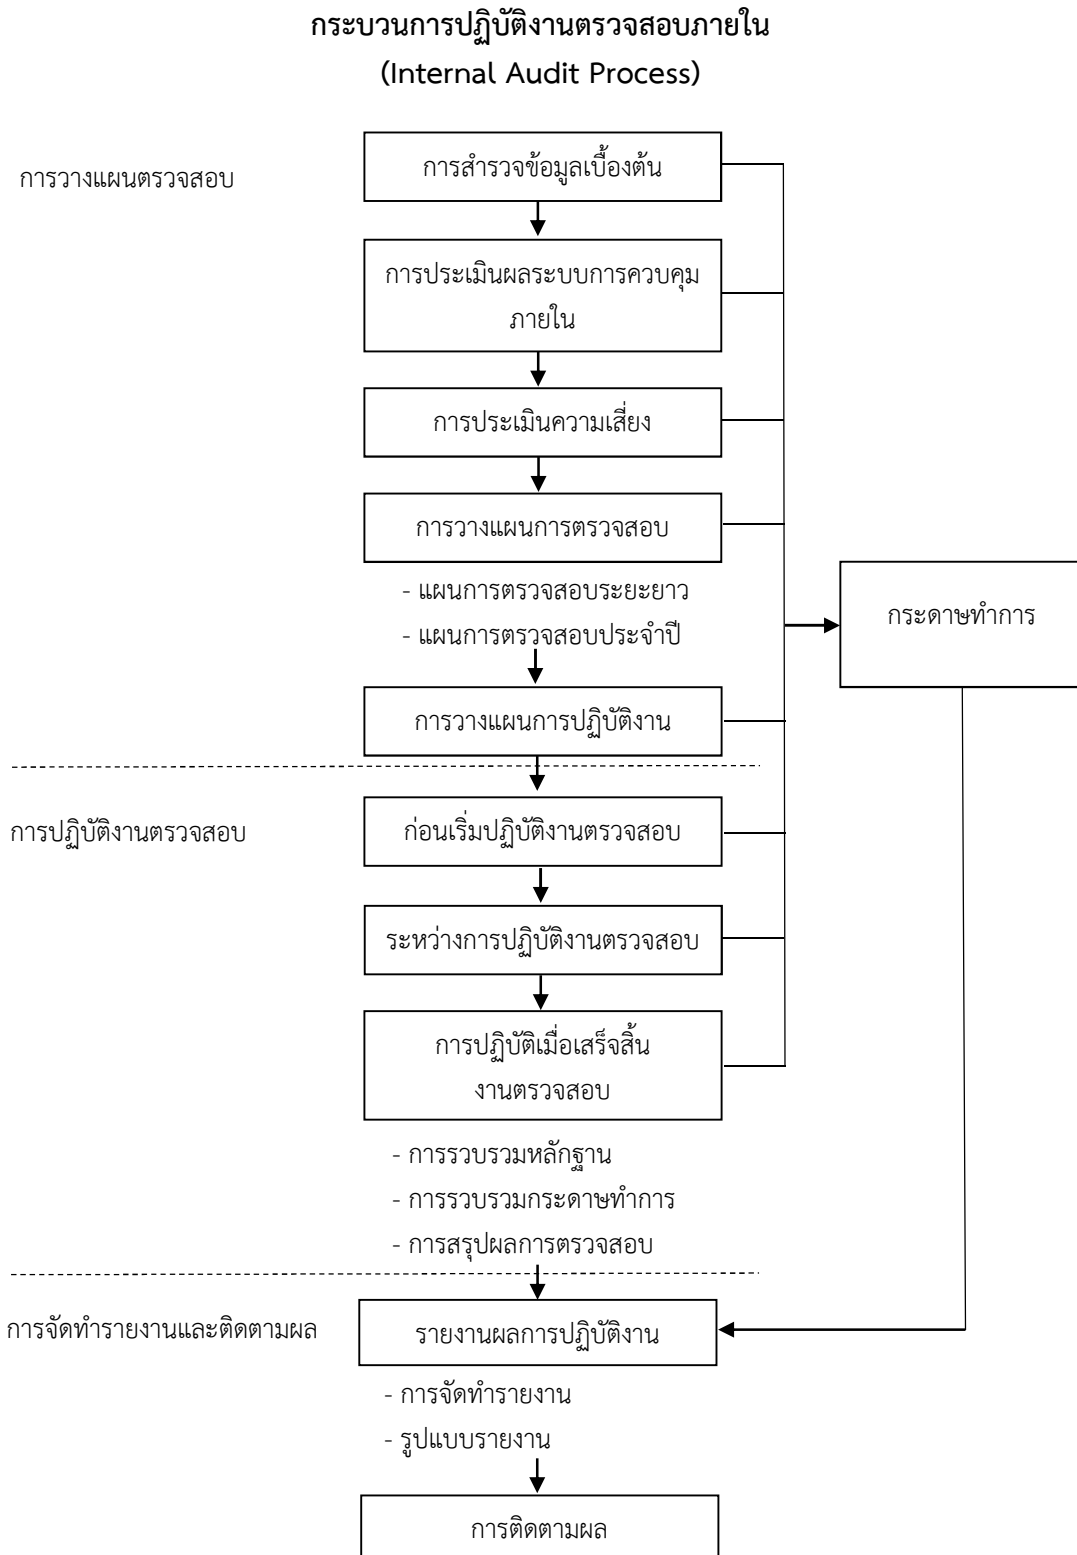 กระบวนการปฏิบัติงานตรวจสอบภายใน
(Internal Audit Process)
การวางแผนตรวจสอบ
การสำรวจข้อมูลเบื้องต้น
การประเมินผลระบบการควบคุม
ภายใน
การประเมินความเสี่ยง
การวางแผนการตรวจสอบ
- แผนการตรวจสอบระยะยาว
- แผนการตรวจสอบประจำปี
กระดาษทำการ
การวางแผนการปฏิบัติงาน
การปฏิบัติงานตรวจสอบ
ก่อนเริ่มปฏิบัติงานตรวจสอบ
ระหว่างการปฏิบัติงานตรวจสอบ
การปฏิบัติเมื่อเสร็จสิ้น
งานตรวจสอบ
- การรวบรวมหลักฐาน
- การรวบรวมกระดาษทำการ
- การสรุปผลการตรวจสอบ
การจัดทำรายงานและติดตามผล
รายงานผลการปฏิบัติงาน
- การจัดทำรายงาน
- รูปแบบรายงาน
การติดตามผล